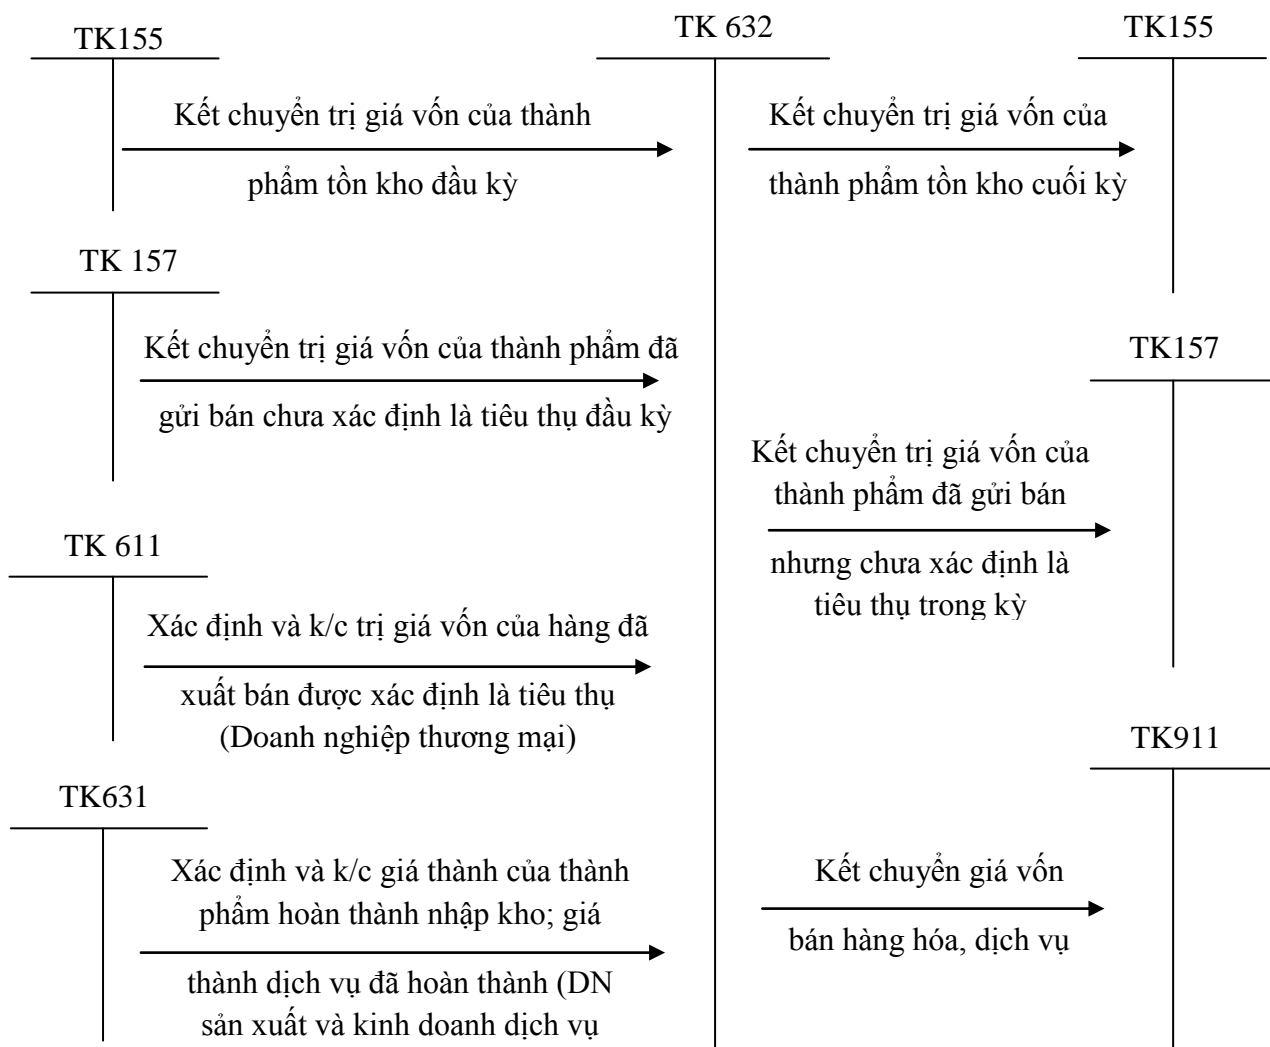 TK155
TK 632
TK155
Kết chuyển trị giá vốn của thành
phẩm tồn kho đầu kỳ
Kết chuyển trị giá vốn của
thành phẩm tồn kho cuối kỳ
TK 157
Kết chuyển trị giá vốn của thành phẩm đã
gửi bán chưa xác định là tiêu thụ đầu kỳ
TK157
Kết chuyển trị giá vốn của
thành phẩm đã gửi bán
nhưng chưa xác định là
tiêu thụ trong kỳ
TK 611
Xác định và k/c trị giá vốn của hàng đã
xuất bán được xác định là tiêu thụ
(Doanh nghiệp thương mại)
TK911
TK631
Xác định và k/c giá thành của thành
phẩm hoàn thành nhập kho; giá
thành dịch vụ đã hoàn thành (DN
sản xuất và kinh doanh dịch vụ
Kết chuyển giá vốn
bán hàng hóa, dịch vụ